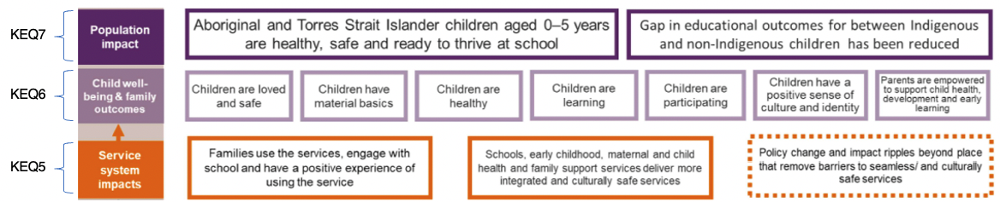 KEQ7
Population
impact
Aboriginal and Torres Strait Islander children aged 0–5 years
are healthy, safe and ready to thrive at school
Gap in educational outcomes for between Indigenous
and non-Indigenous children has been reduced
KEQ6
Child well-
being & family
outcomes
Children are loved
and safe
Children have
material basics
Children are
healthy
Children are
learning
Children are
participating
Children have a
positive sense of
culture and identity
Parents are empowered
to support child health,
development and early
learning
KEQ5
Service
system
impacts
Families use the services, engage with
school and have a positive experience of
using the service
Schools, early childhood, maternal and child
health and family support services deliver more
integrated and culturally safe services
Policy change and impact ripples beyond place
that remove barriers to seamless/ and culturally
safe services